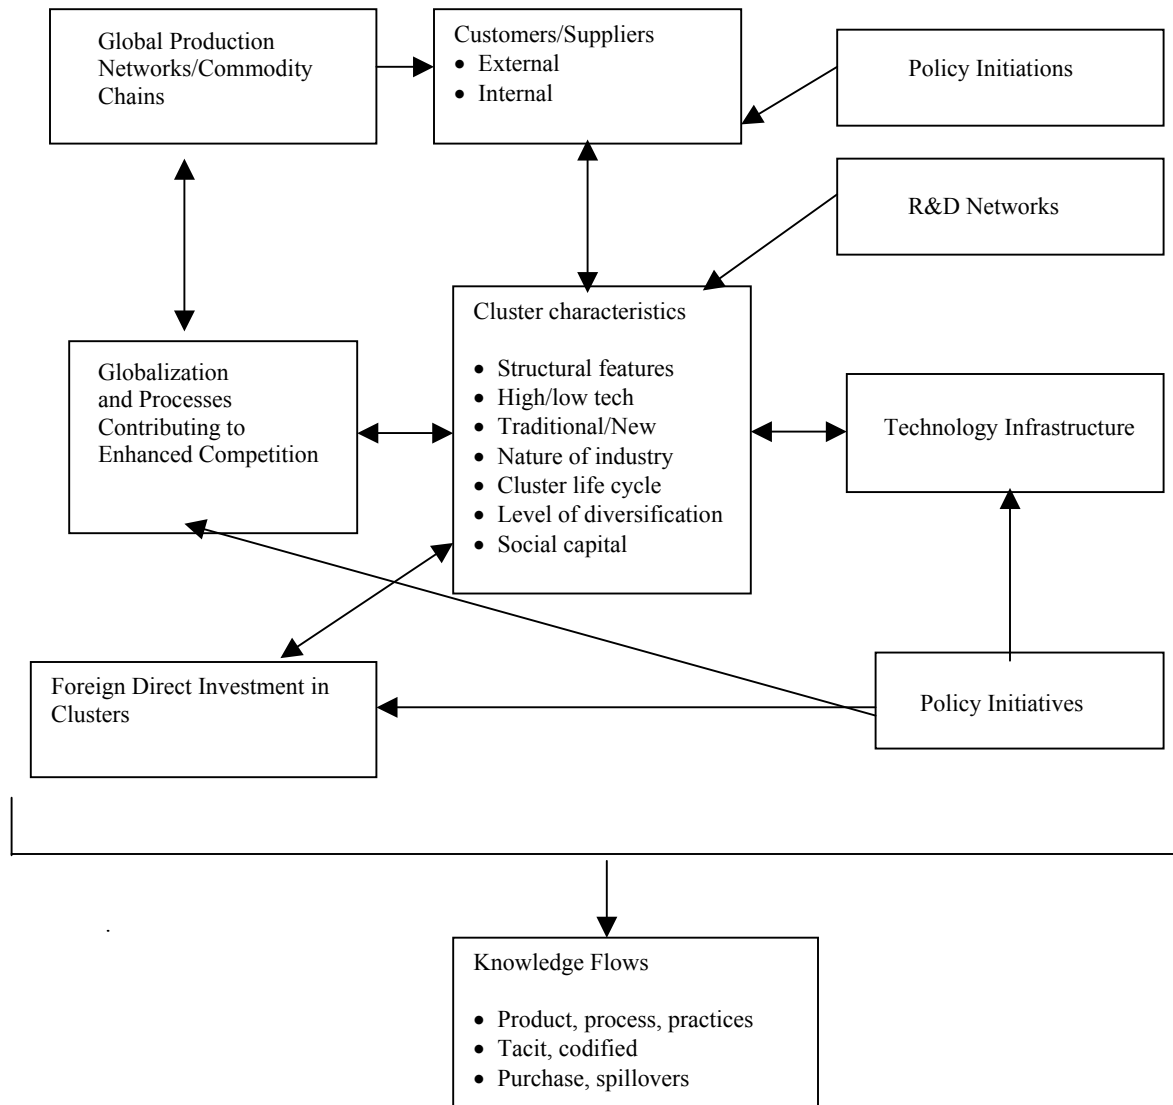 Global Production
Networks/Commodity
Chains
Customers/Suppliers
• External
• Internal
Policy Initiations
R&D Networks
Cluster characteristics
• Structural features
• High/low tech
• Traditional/New
• Nature of industry
• Cluster life cycle
• Level of diversification
• Social capital
Globalization
and Processes
Contributing to
Enhanced Competition
Technology Infrastructure
Foreign Direct Investment in
Clusters
Policy Initiatives
.
Knowledge Flows
• Product, process, practices
• Tacit, codified
• Purchase, spillovers